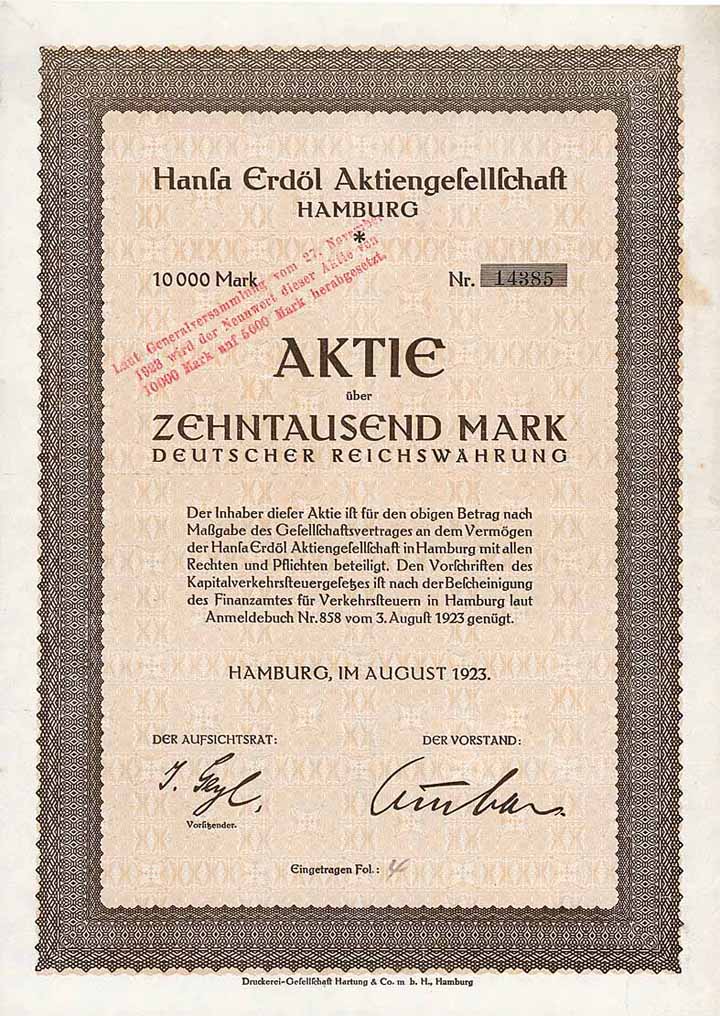 Hanſa Erdöl Aktiengeſellſchaft
HAMBURG
*
10000 Mark
Nr. 14385
Laut Generalversammlung vom 27. November
1923 wird der Nennwert dieser Aktie von
10000 Mark auf 5000 Mark herabgesetzt.
AKTIE
über
ZEHNTAUSEND MARK
DEUTSCHER REICHSWÄHRUNG
Der Inhaber dieſer Aktie iſt für den obigen Betrag nach
Maßgabe des Geſellſchaftsvertrages an dem Vermögen
der Hanſa Erdöl Aktiengeſellſchaft in Hamburg mit allen
Rechten und Pflichten beteiligt. Den Vorſchriften des
Kapitalverkehrſteuergeſetzes iſt nach der Beſcheinigung
des Finanzamtes für Verkehrſteuern in Hamburg laut
Anmeldebuch Nr. 858 vom 3. Auguſt 1923 genügt.
HAMBURG, IM AUGUST 1923.
DER AUFSICHTSRAT:
DER VORSTAND:
Vorſitzender.
Eingetragen Fol.: 4
Druckerei-Geſellſchaft Hartung & Co. m b. H., Hamburg